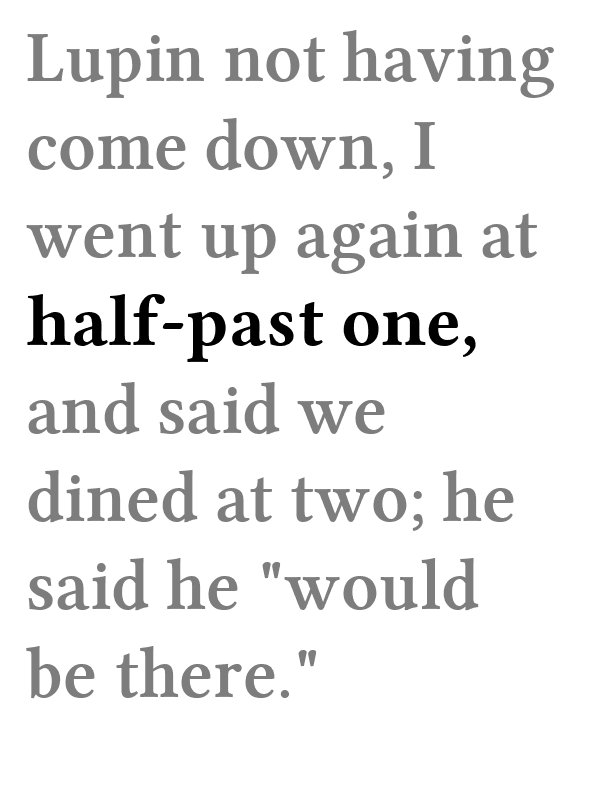 Lupin not having
come down, I
went up again at
half-past one,
and said we
dined at two; he
said he "would
be there."